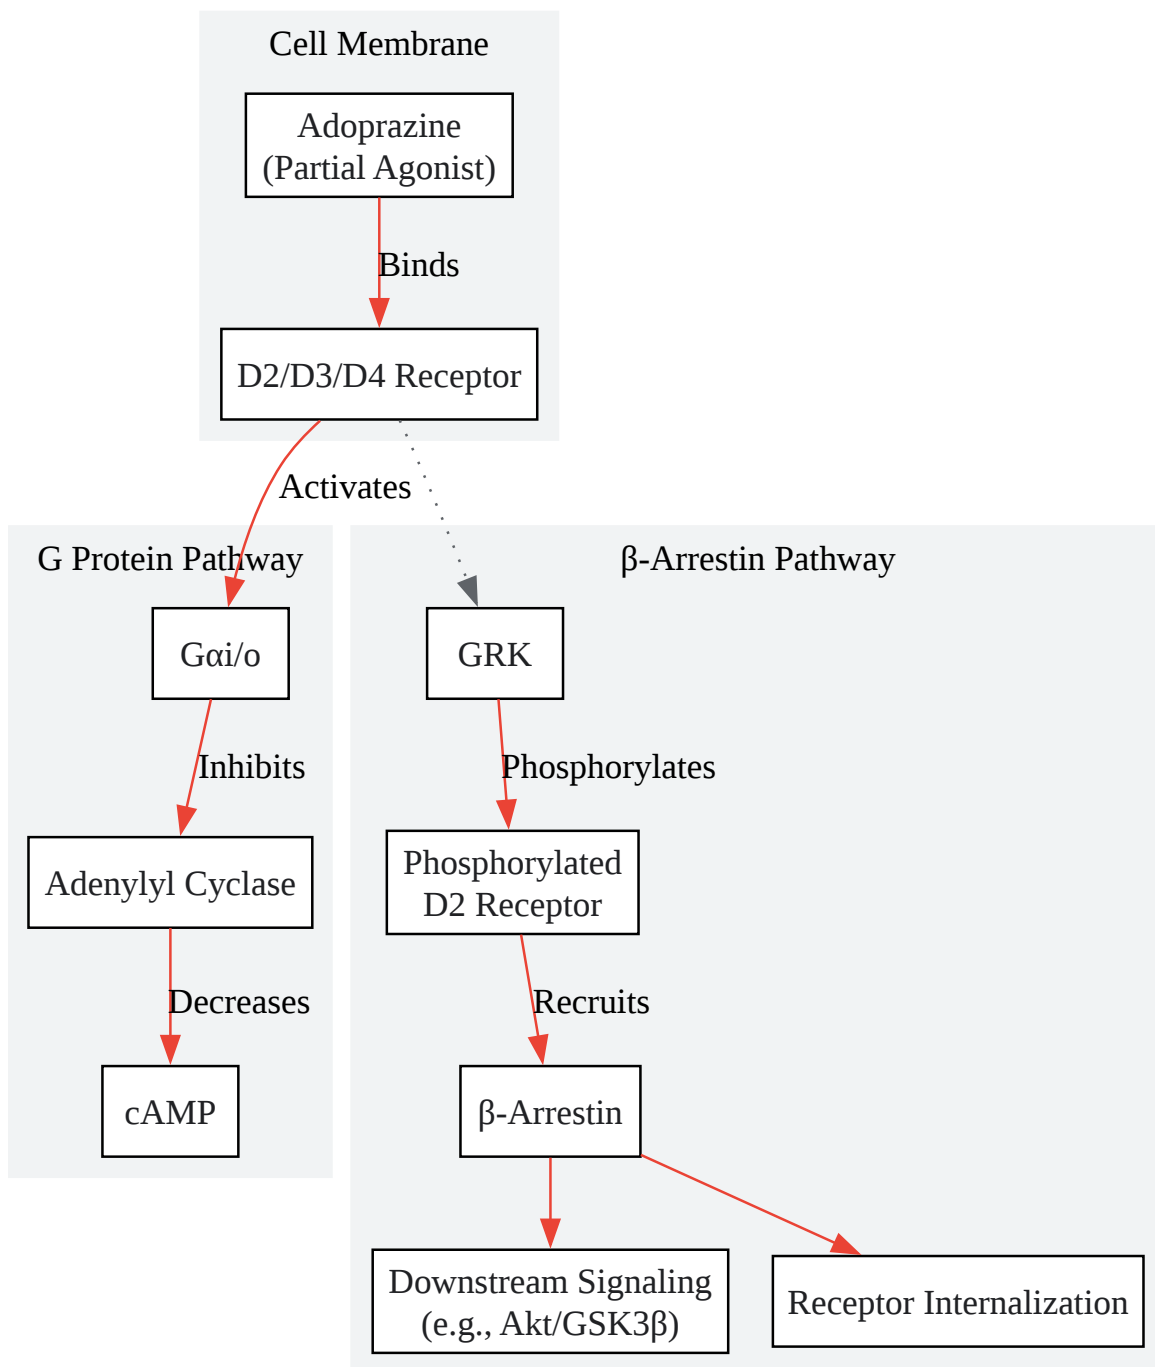 Cell Membrane
Adoprazine
(Partial Agonist)
Binds
D2/D3/D4 Receptor
Activates
G Protein Pathway
Gαi/o
Inhibits
Adenylyl Cyclase
Decreases
cAMP
β-Arrestin Pathway
GRK
Phosphorylates
Phosphorylated
D2 Receptor
Recruits
β-Arrestin
Downstream Signaling
(e.g., Akt/GSK3β)
Receptor Internalization